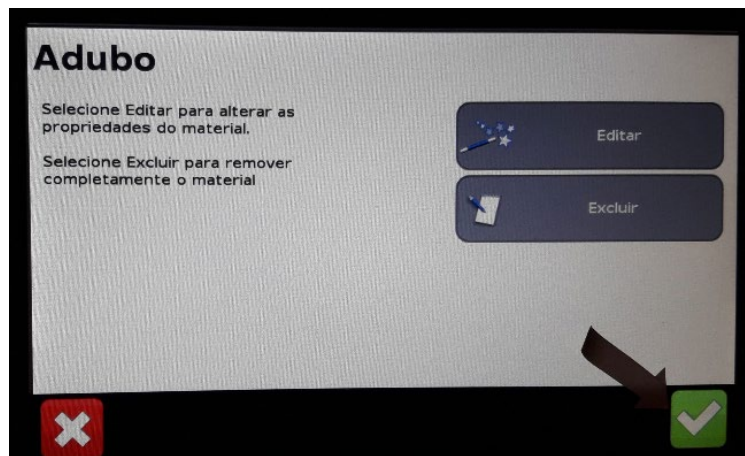 Adubo
Selecione Editar para alterar as
propriedades do material.
Selecione Excluir para remover
completamente o material
Editar
Excluir